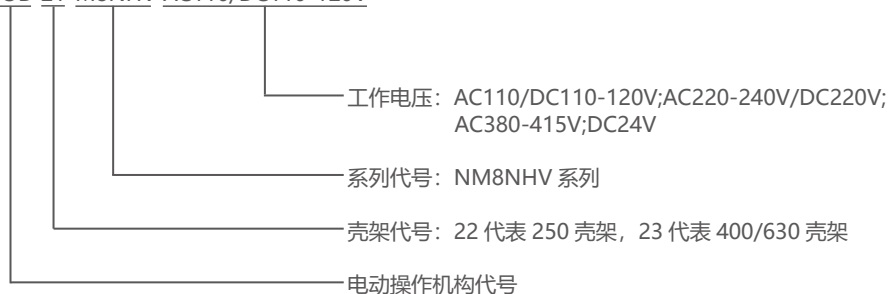 工作电压：AC110/DC110-120V;AC220-240V/DC220V;
AC380-415V;DC24V
系列代号：NM8NHV 系列
壳架代号：22 代表 250 壳架，23 代表 400/630 壳架
电动操作机构代号